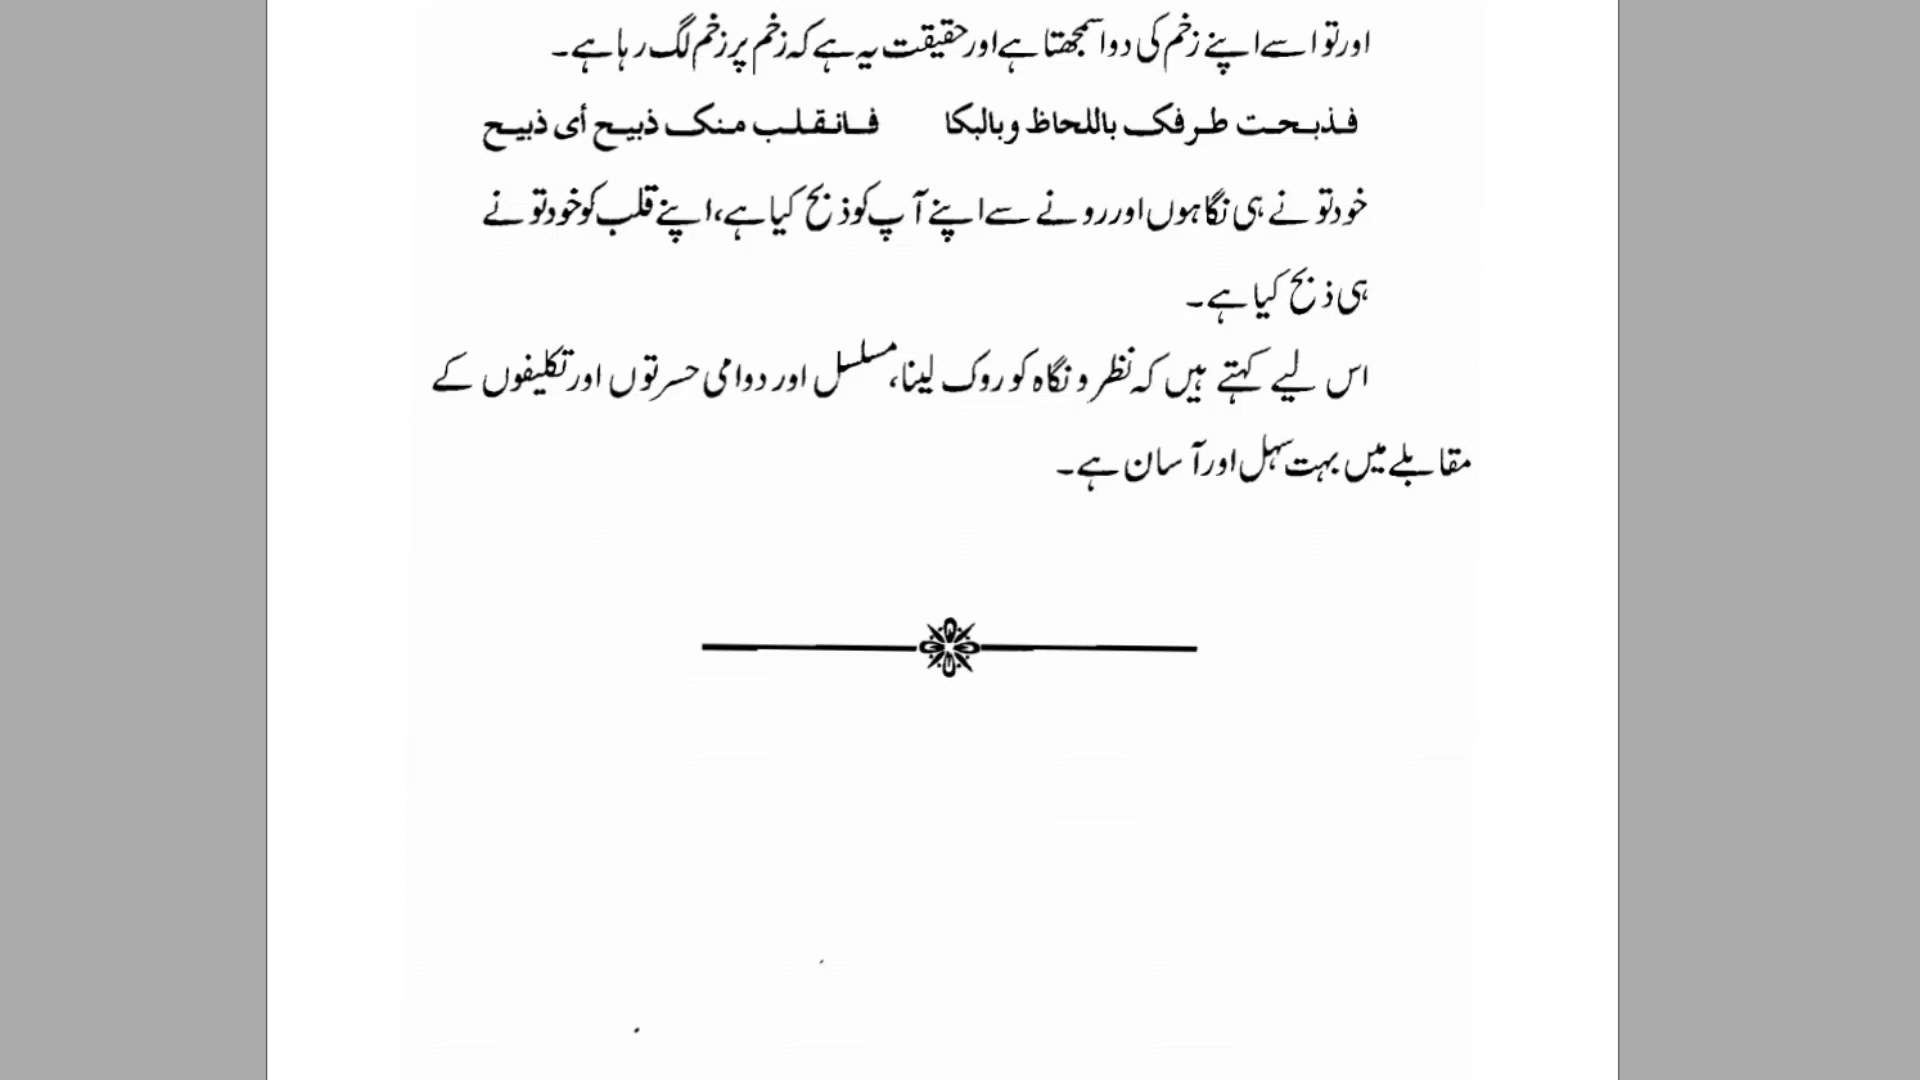 اور تو اسے اپنے زخم کی دوا سمجھتا ہے اور حقیقت یہ ہے کہ زخم پر زخم لگ رہا ہے۔
فذبحت طرفک باللحاظ وبالبکا فانقلب منک ذبیح أی ذبیح
خود تو نے ہی نگاہوں اور رونے سے اپنے آپ کو ذبح کیا ہے، اپنے قلب کو خود تو نے
ہی ذبح کیا ہے۔
اس لیے کہتے ہیں کہ نظر و نگاہ کو روک لینا، مسلسل اور دوامی حسرتوں اور تکلیفوں کے
مقابلے میں بہت سہل اور آسان ہے۔